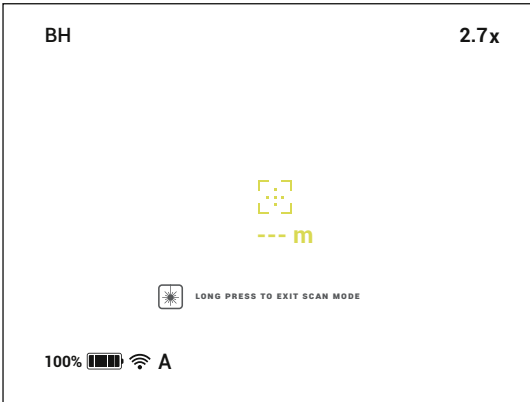 BH 2.7x
--- m
LONG PRESS TO EXIT SCAN MODE
100% A